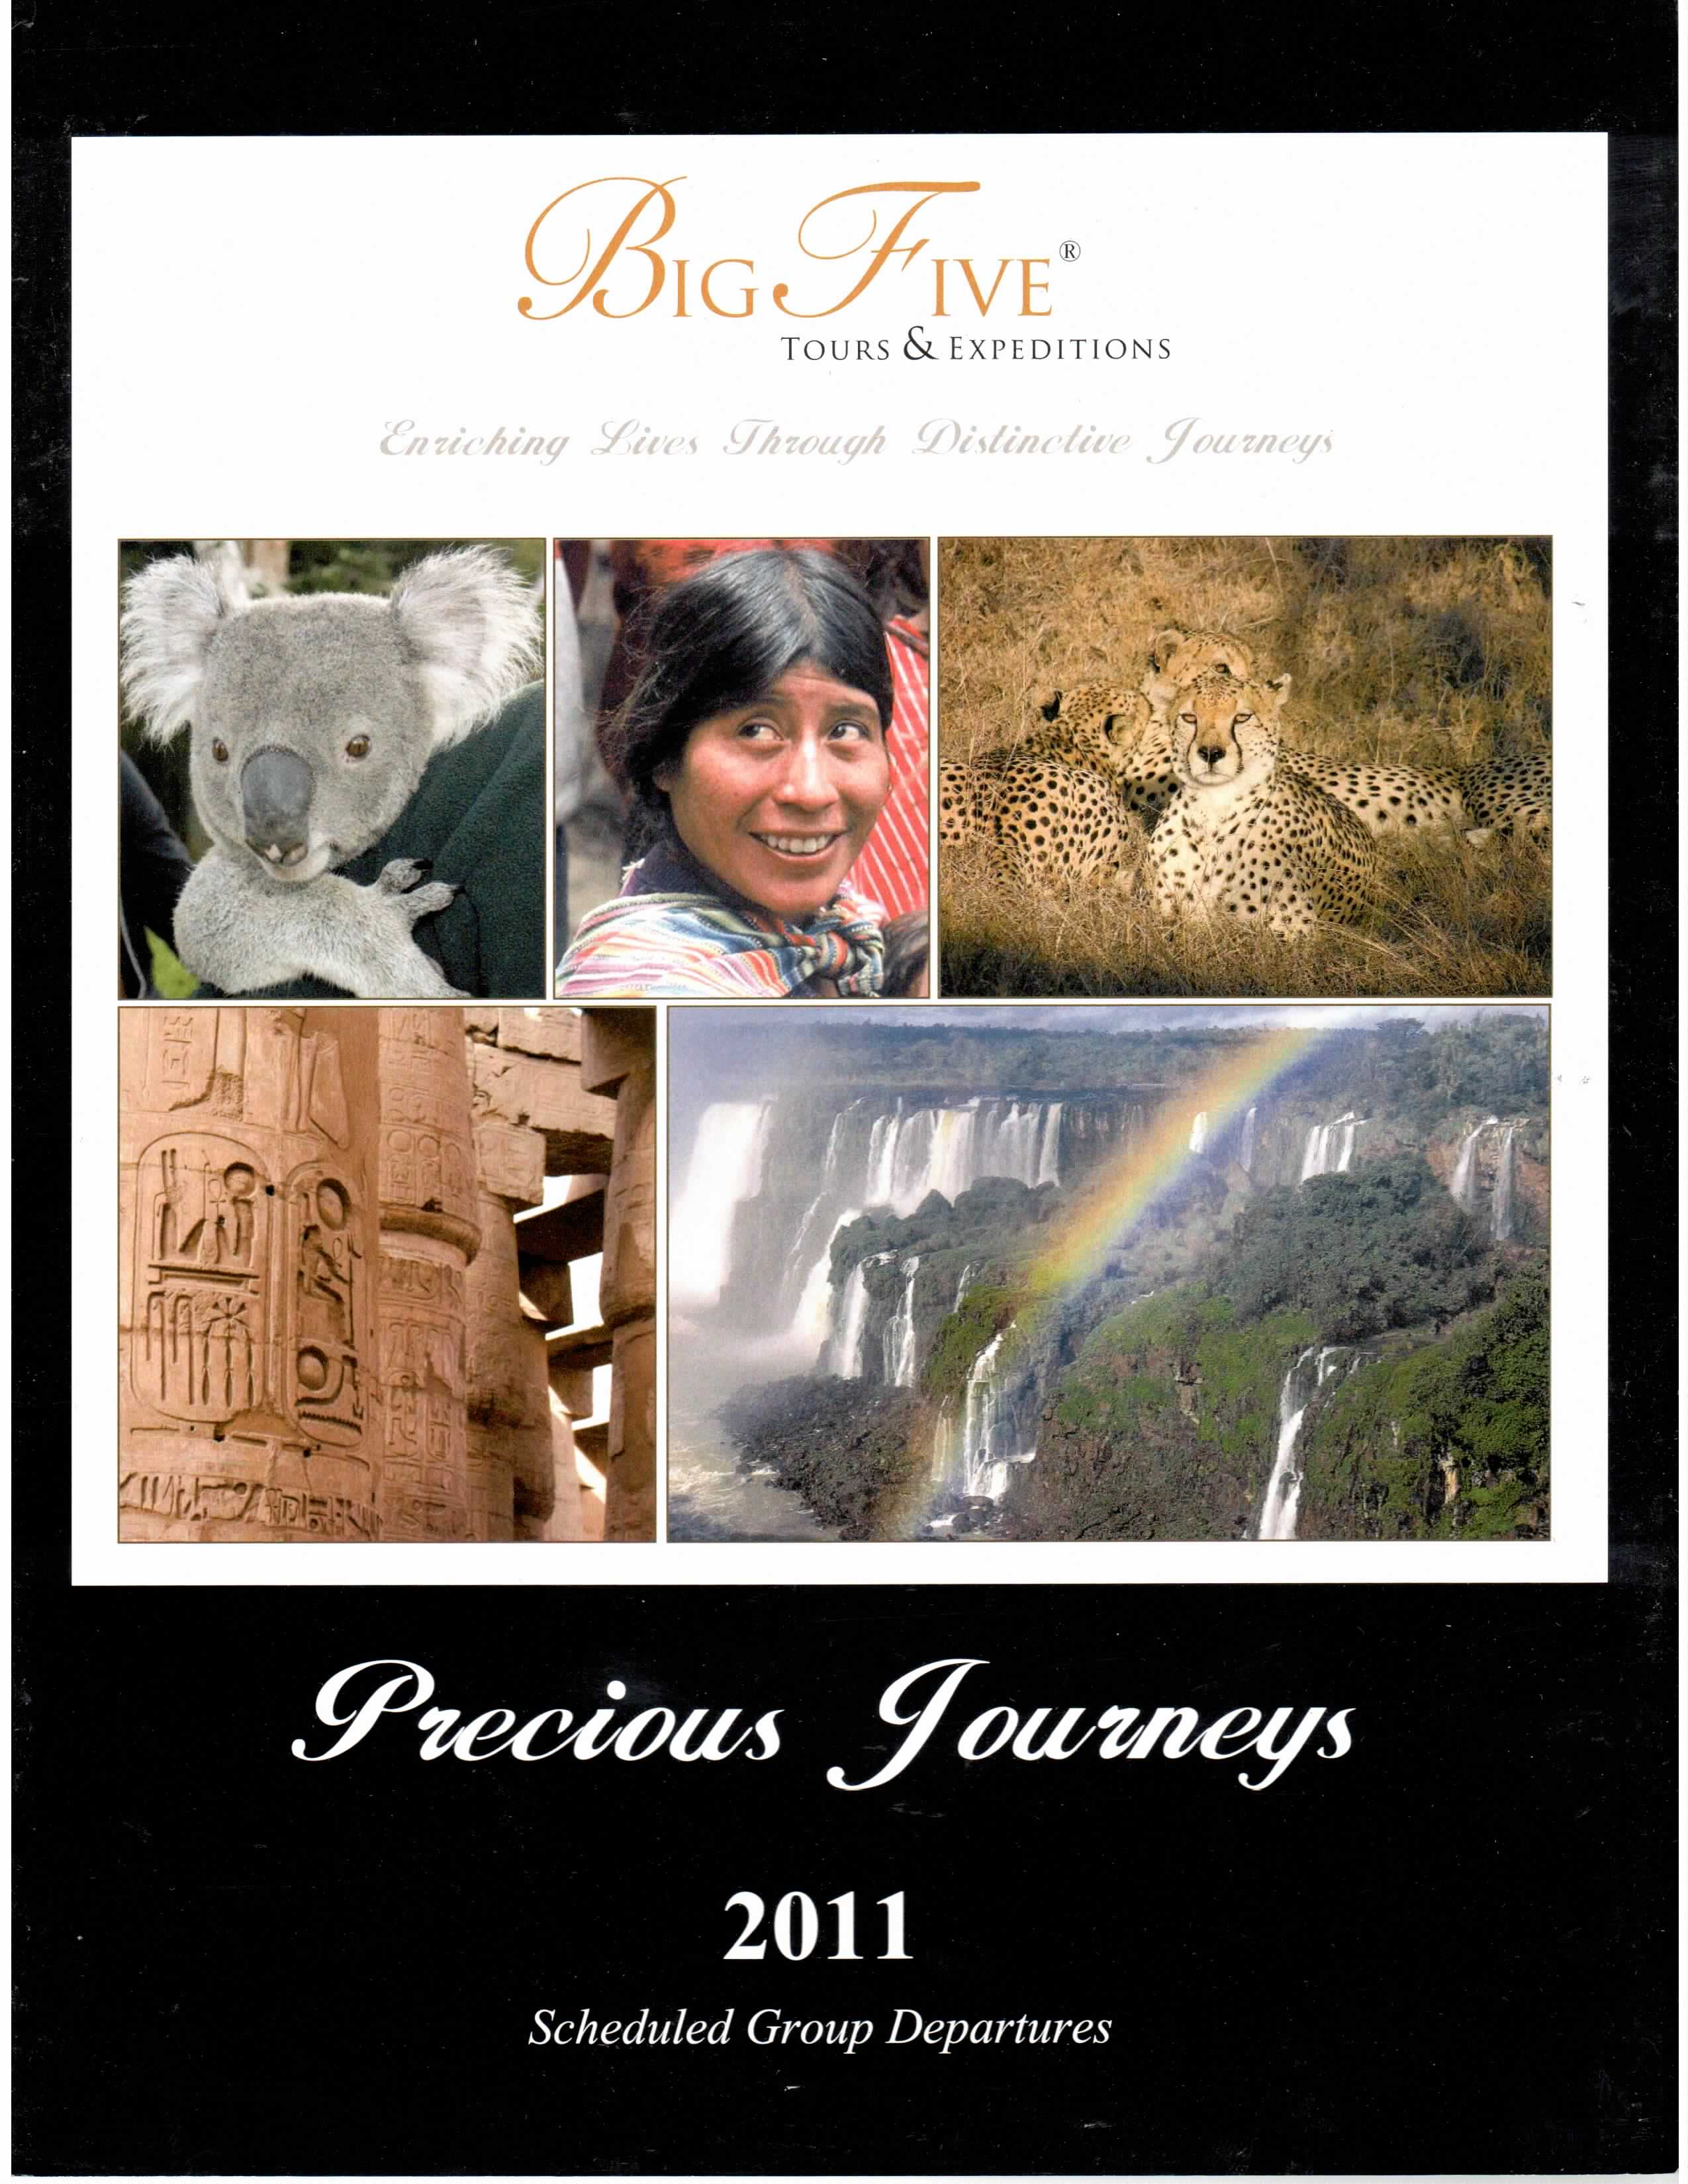 BIG FIVE®
TOURS & EXPEDITIONS
Enriching Lives Through Distinctive Journeys
Precious Journeys
2011
Scheduled Group Departures